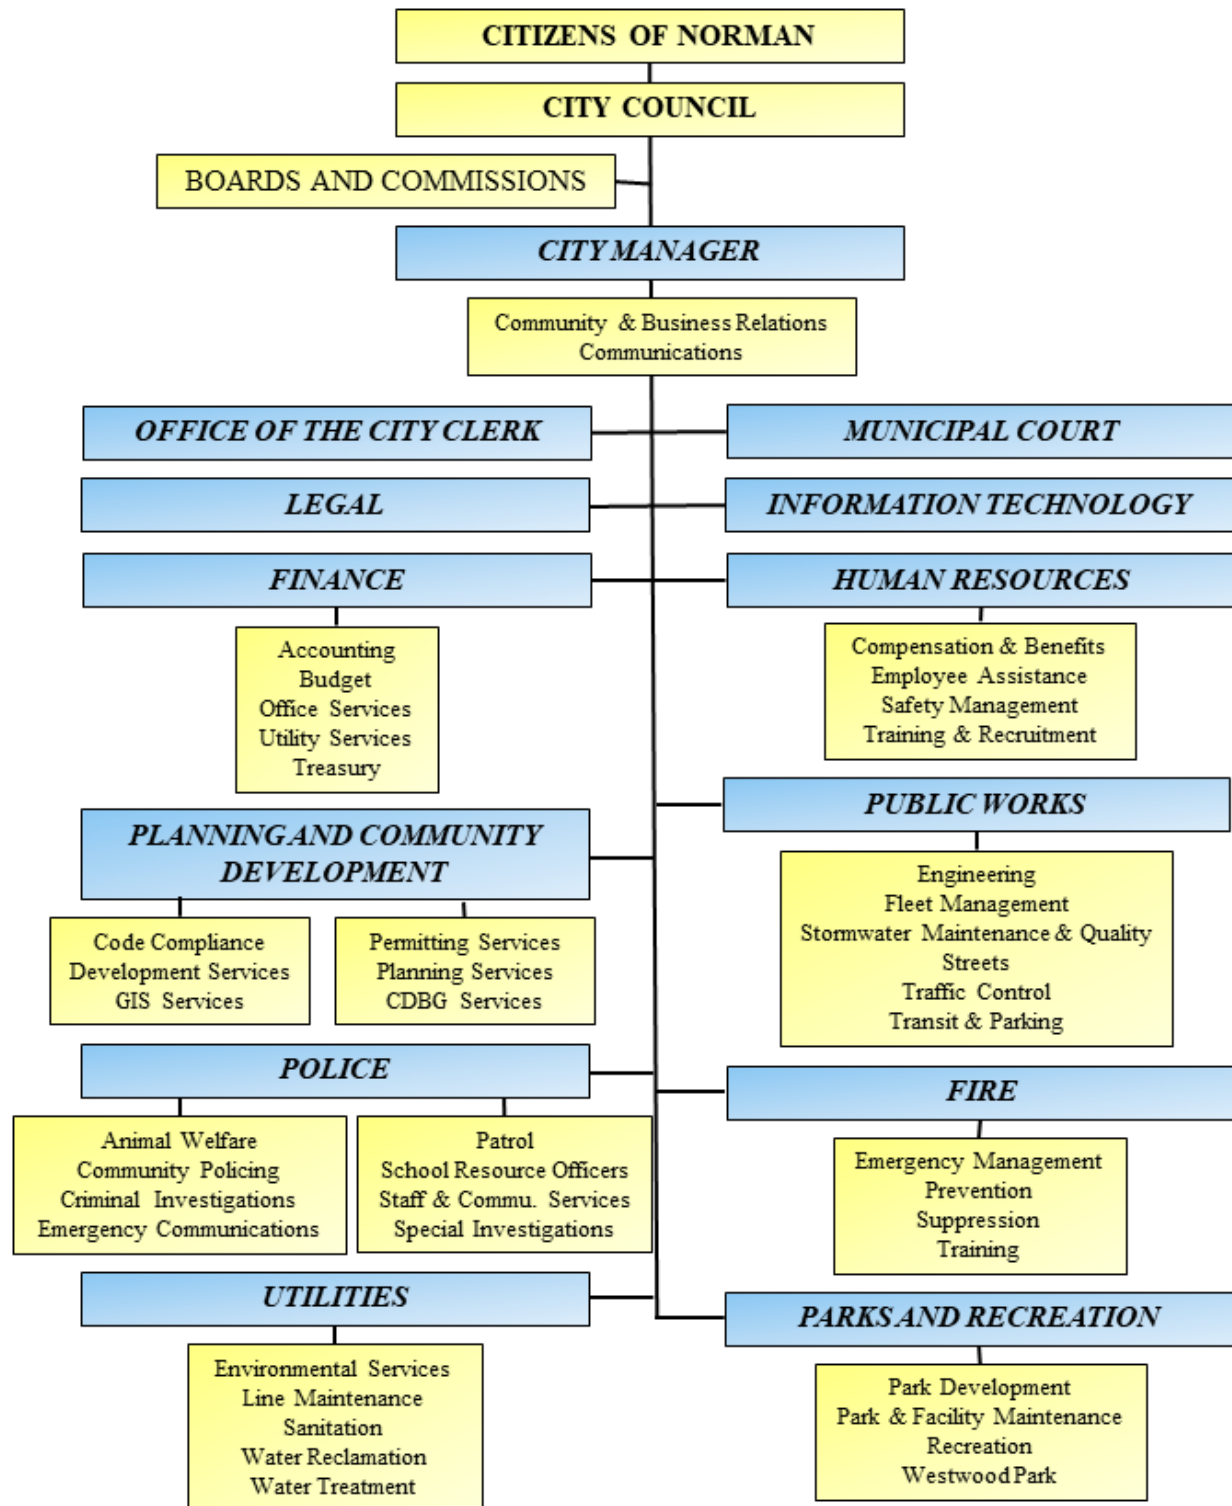 CITIZENS OF NORMAN
CITY COUNCIL
BOARDS AND COMMISSIONS
CITY MANAGER
Community & Business Relations
Communications
OFFICE OF THE CITY CLERK
MUNICIPAL COURT
LEGAL
INFORMATION TECHNOLOGY
FINANCE
HUMAN RESOURCES
Accounting
Budget
Office Services
Utility Services
Treasury
Compensation & Benefits
Employee Assistance
Safety Management
Training & Recruitment
PLANNING AND COMMUNITY
DEVELOPMENT
PUBLIC WORKS
Code Compliance
Development Services
GIS Services
Permitting Services
Planning Services
CDBG Services
Engineering
Fleet Management
Stormwater Maintenance & Quality
Streets
Traffic Control
Transit & Parking
POLICE
FIRE
Animal Welfare
Community Policing
Criminal Investigations
Emergency Communications
Patrol
School Resource Officers
Staff & Commu. Services
Special Investigations
Emergency Management
Prevention
Suppression
Training
UTILITIES
PARKS AND RECREATION
Environmental Services
Line Maintenance
Sanitation
Water Reclamation
Water Treatment
Park Development
Park & Facility Maintenance
Recreation
Westwood Park